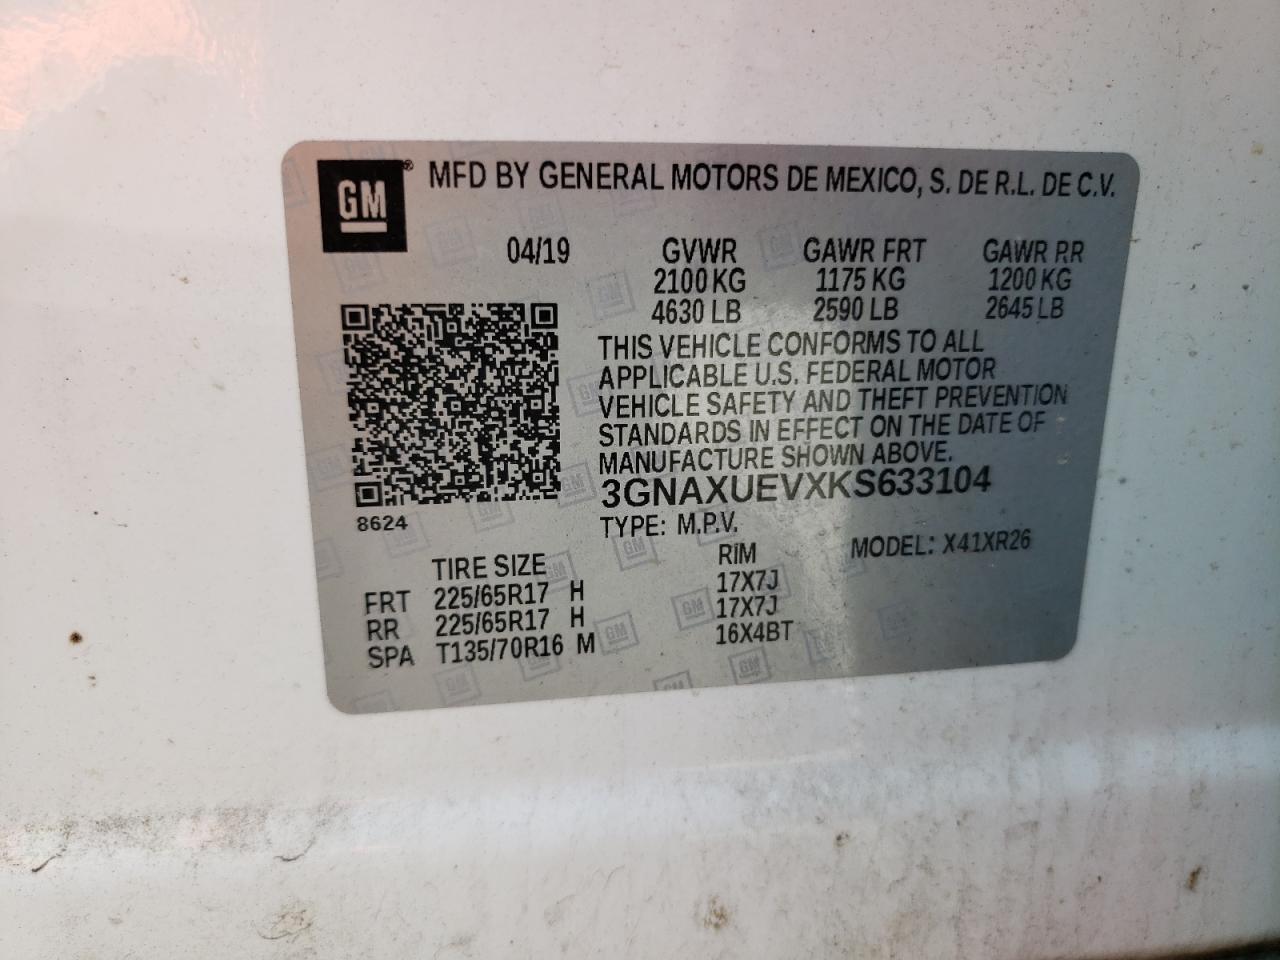 GM® MFD BY GENERAL MOTORS DE MEXICO, S. DE R.L. DE C.V.
04/19 GVWR GAWR FRT GAWR RR
2100 KG 1175 KG 1200 KG
4630 LB 2590 LB 2645 LB
THIS VEHICLE CONFORMS TO ALL
APPLICABLE U.S. FEDERAL MOTOR
VEHICLE SAFETY AND THEFT PREVENTION
STANDARDS IN EFFECT ON THE DATE OF
MANUFACTURE SHOWN ABOVE.
3GNAXUEVXKS633104
8624
TYPE: M.P.V. MODEL: X41XR26
TIRE SIZE RIM
FRT 225/65R17 H 17X7J
RR 225/65R17 H 17X7J
SPA T135/70R16 M 16X4BT